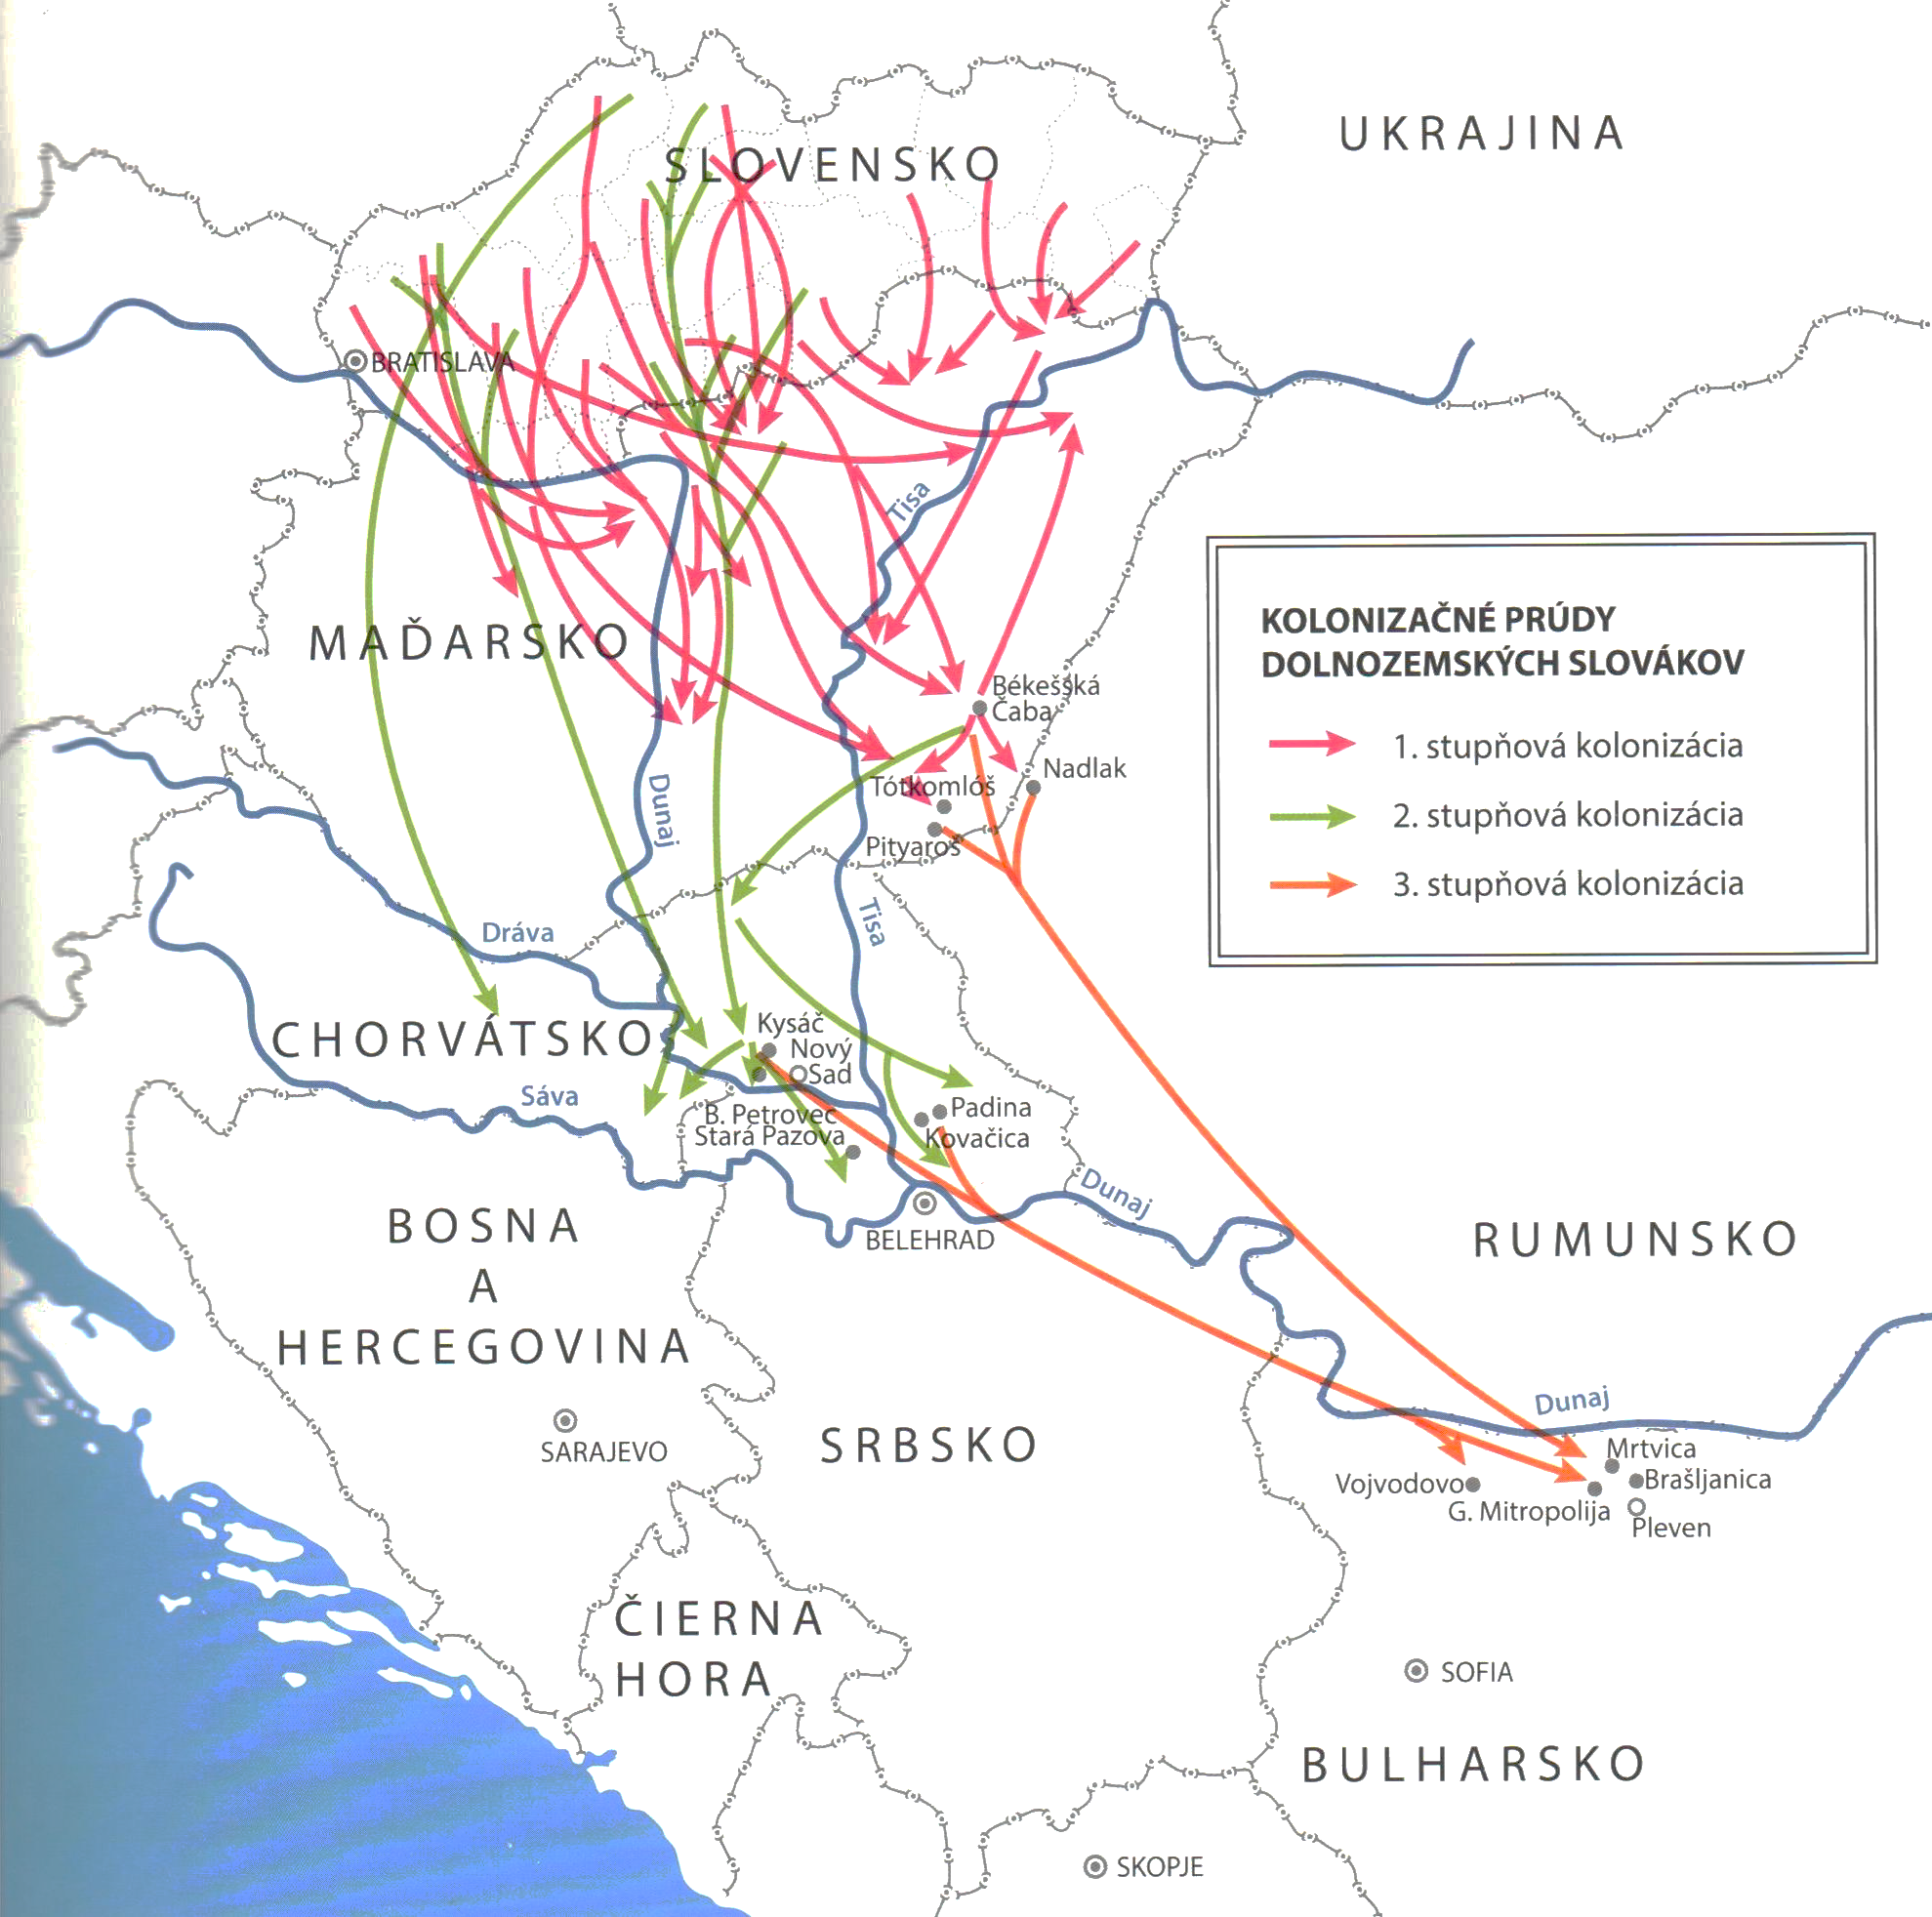 SLOVENSKO
UKRAJINA
BRATISLAVA
Tisa
MAĎARSKO
KOLONIZAČNÉ PRÚDY
DOLNOZEMSKÝCH SLOVÁKOV
1. stupňová kolonizácia
2. stupňová kolonizácia
3. stupňová kolonizácia
Békešská
Čaba
Nadlak
Tótkomlóš
Pityaroš
Dunaj
Tisa
Dráva
CHORVÁTSKO
Kysáč
Nový
Sad
Sáva
B. Petrovec
Stará Pazova
Padina
Kovačica
Dunaj
BELEHRAD
BOSNA
A
HERCEGOVINA
RUMUNSKO
SARAJEVO
SRBSKO
Dunaj
Mrtvica
Vojvodovo
Brašljanica
G. Mitropolija
Pleven
ČIERNA
HORA
SOFIA
BULHARSKO
SKOPJE